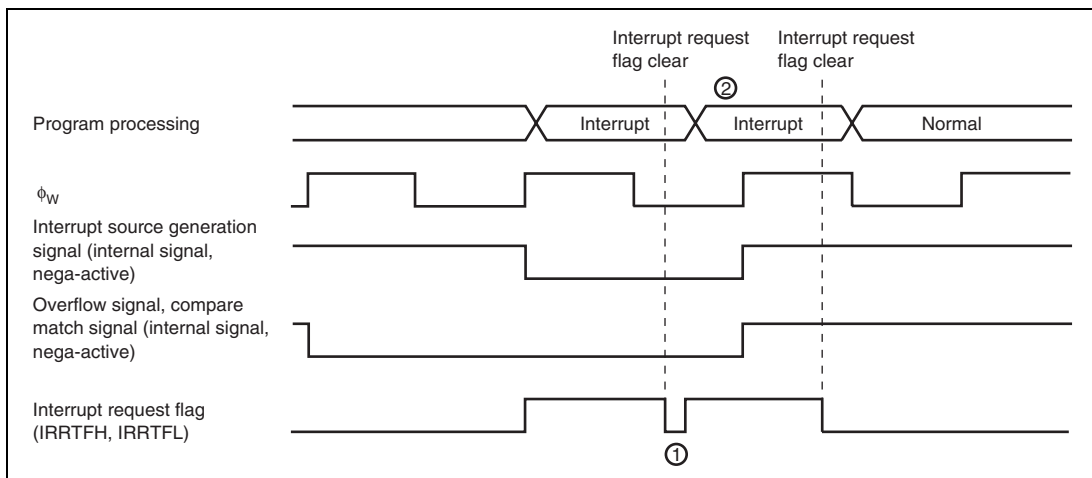 Interrupt request
flag clear
Interrupt request
flag clear
②
Program processing
Interrupt
Interrupt
Normal
ϕW
Interrupt source generation
signal (internal signal,
nega-active)
Overflow signal, compare
match signal (internal signal,
nega-active)
Interrupt request flag
(IRRTFH, IRRTFL)
①